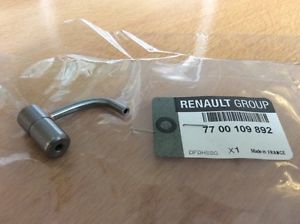 RENAULT GROUP
77 00 109 892
X1
Made in FRANCE